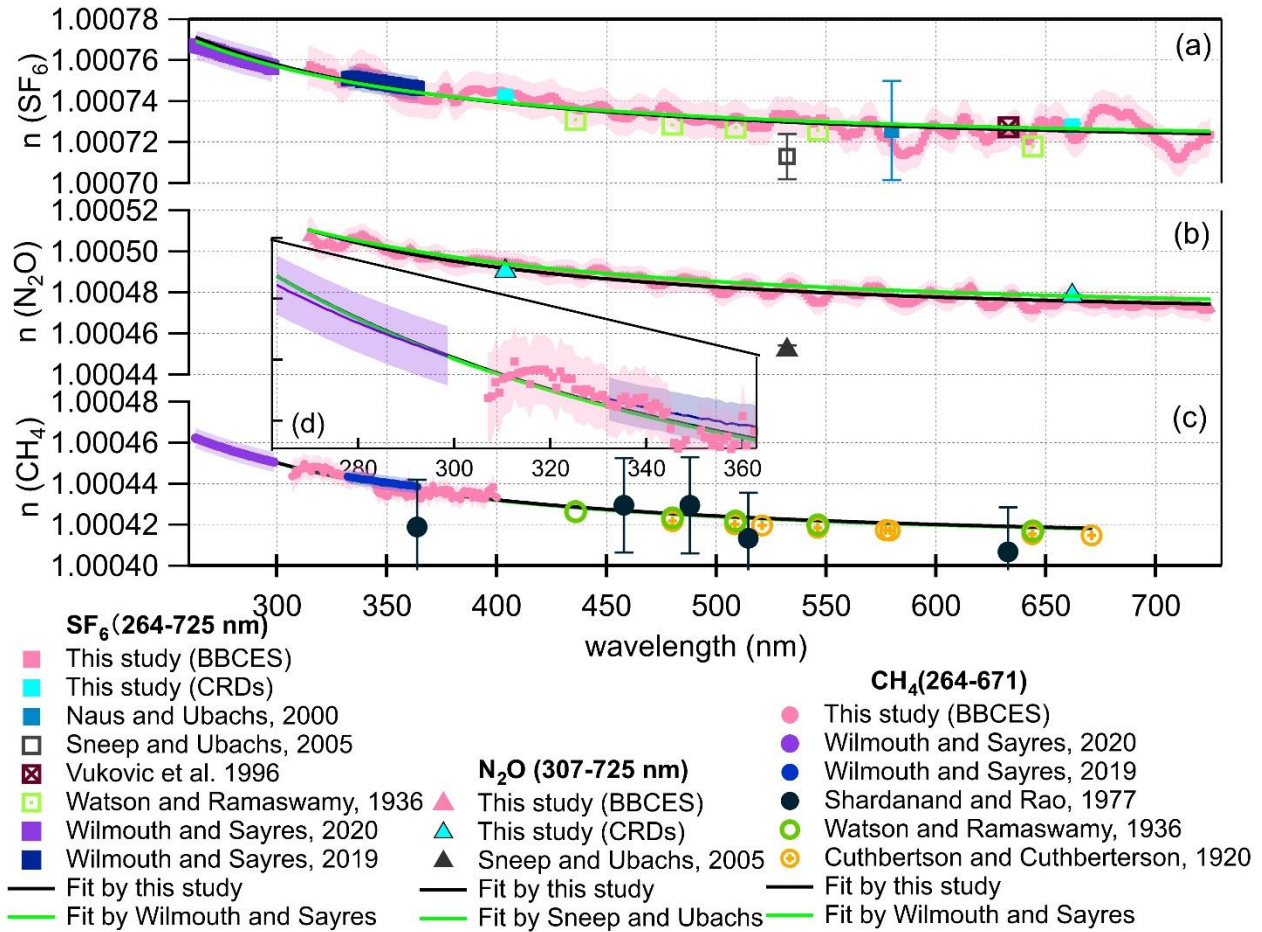 1.00078
1.00076
1.00074
1.00072
1.00070
n (SF6)
(a)
1.00052
1.00050
1.00048
1.00046
1.00044
n (N2O)
(b)
1.00048
1.00046
1.00044
1.00042
1.00040
n (CH4)
(c)
(d)
280 300 320 340 360
300 350 400 450 500 550 600 650 700
wavelength (nm)
SF6(264-725 nm)
This study (BBCES)
This study (CRDs)
Naus and Ubachs, 2000
Sneep and Ubachs, 2005
Vukovic et al. 1996
Watson and Ramaswamy, 1936
Wilmouth and Sayres, 2020
Wilmouth and Sayres, 2019
Fit by this study
Fit by Wilmouth and Sayres
N2O (307-725 nm)
This study (BBCES)
This study (CRDs)
Sneep and Ubachs, 2005
Fit by this study
Fit by Sneep and Ubachs
CH4(264-671)
This study (BBCES)
Wilmouth and Sayres, 2020
Wilmouth and Sayres, 2019
Shardanand and Rao, 1977
Watson and Ramaswamy, 1936
Cuthbertson and Cuthberterson, 1920
Fit by this study
Fit by Wilmouth and Sayres